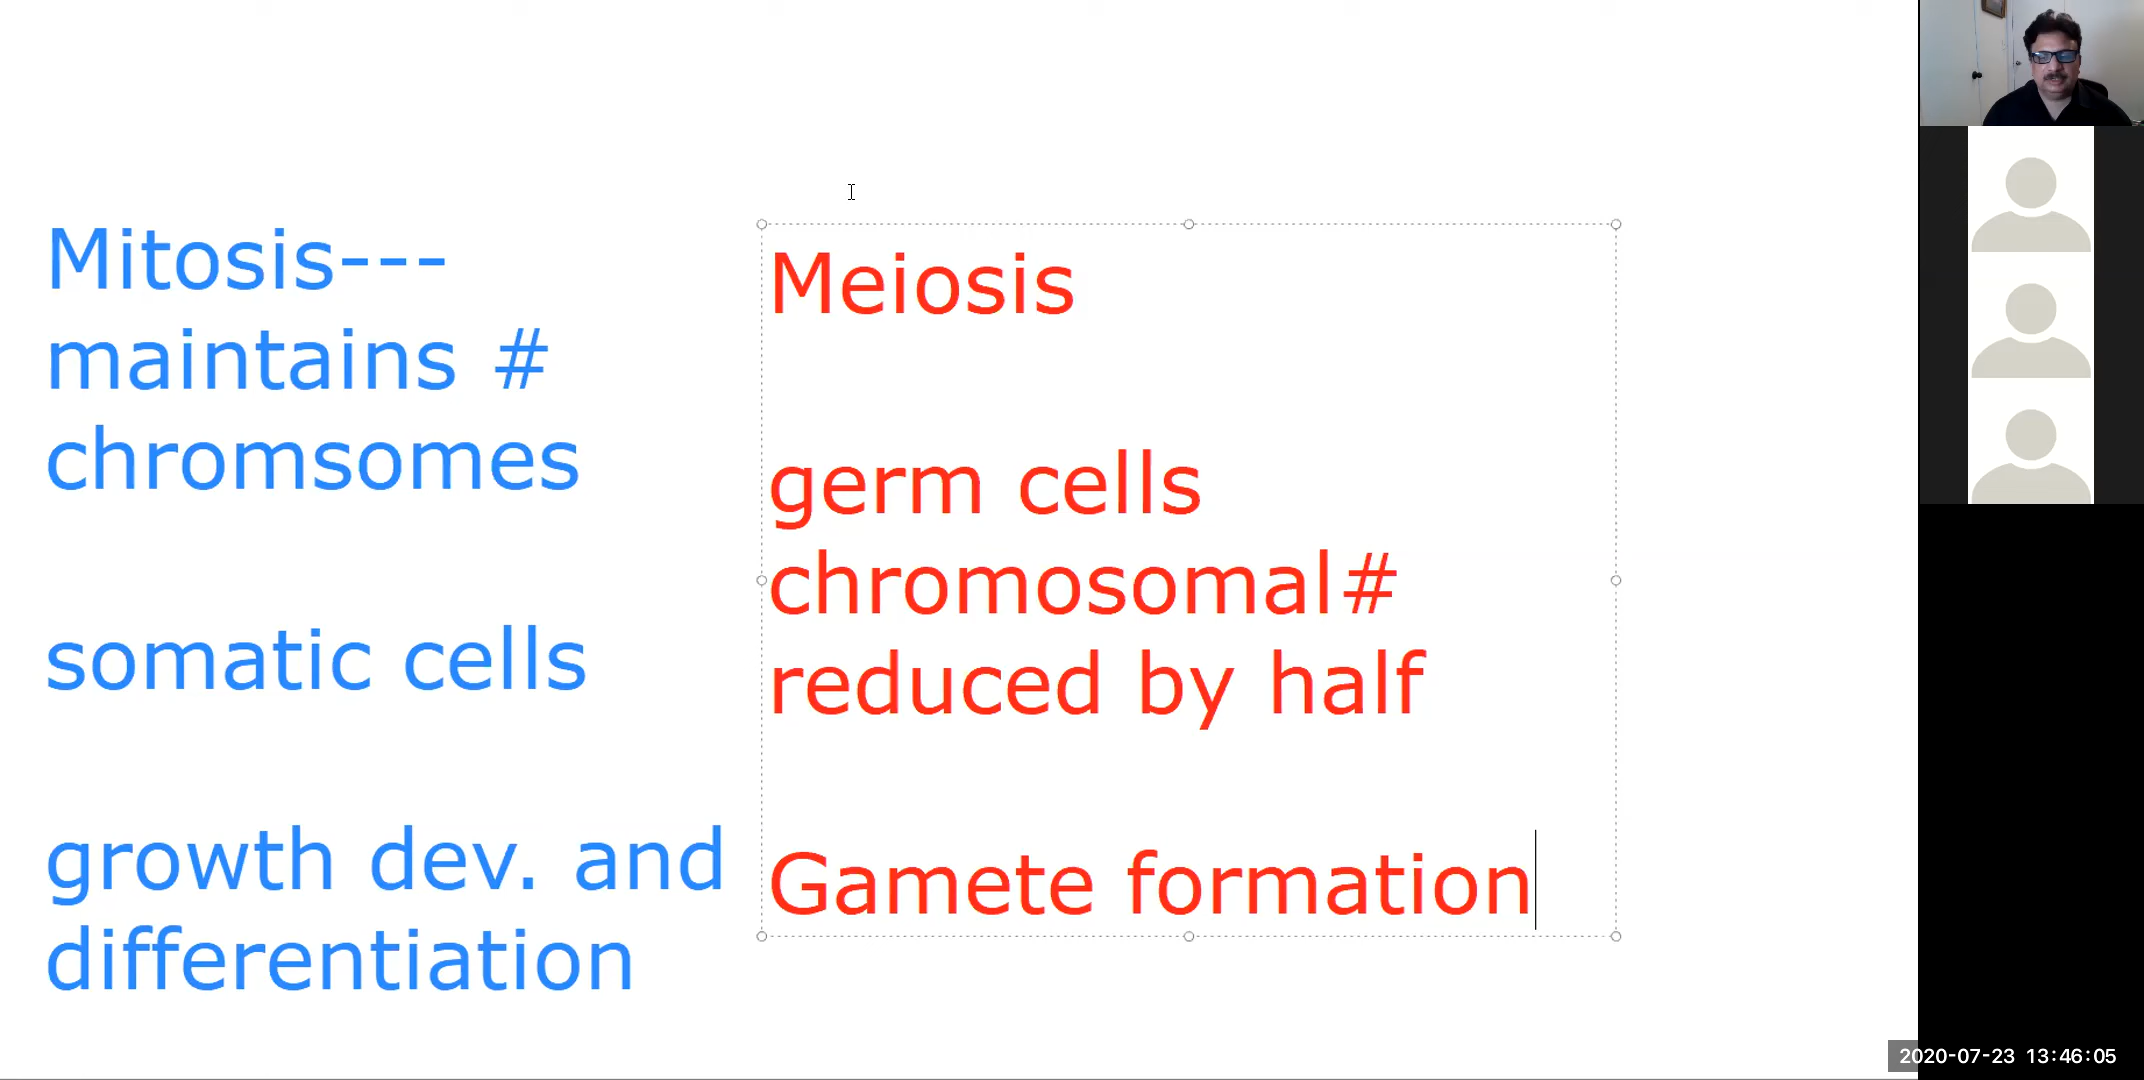 Mitosis---
maintains #
chromsomes
somatic cells
growth dev. and
differentiation
Meiosis
germ cells
chromosomal#
reduced by half
Gamete formation
2020-07-23 13:46:05